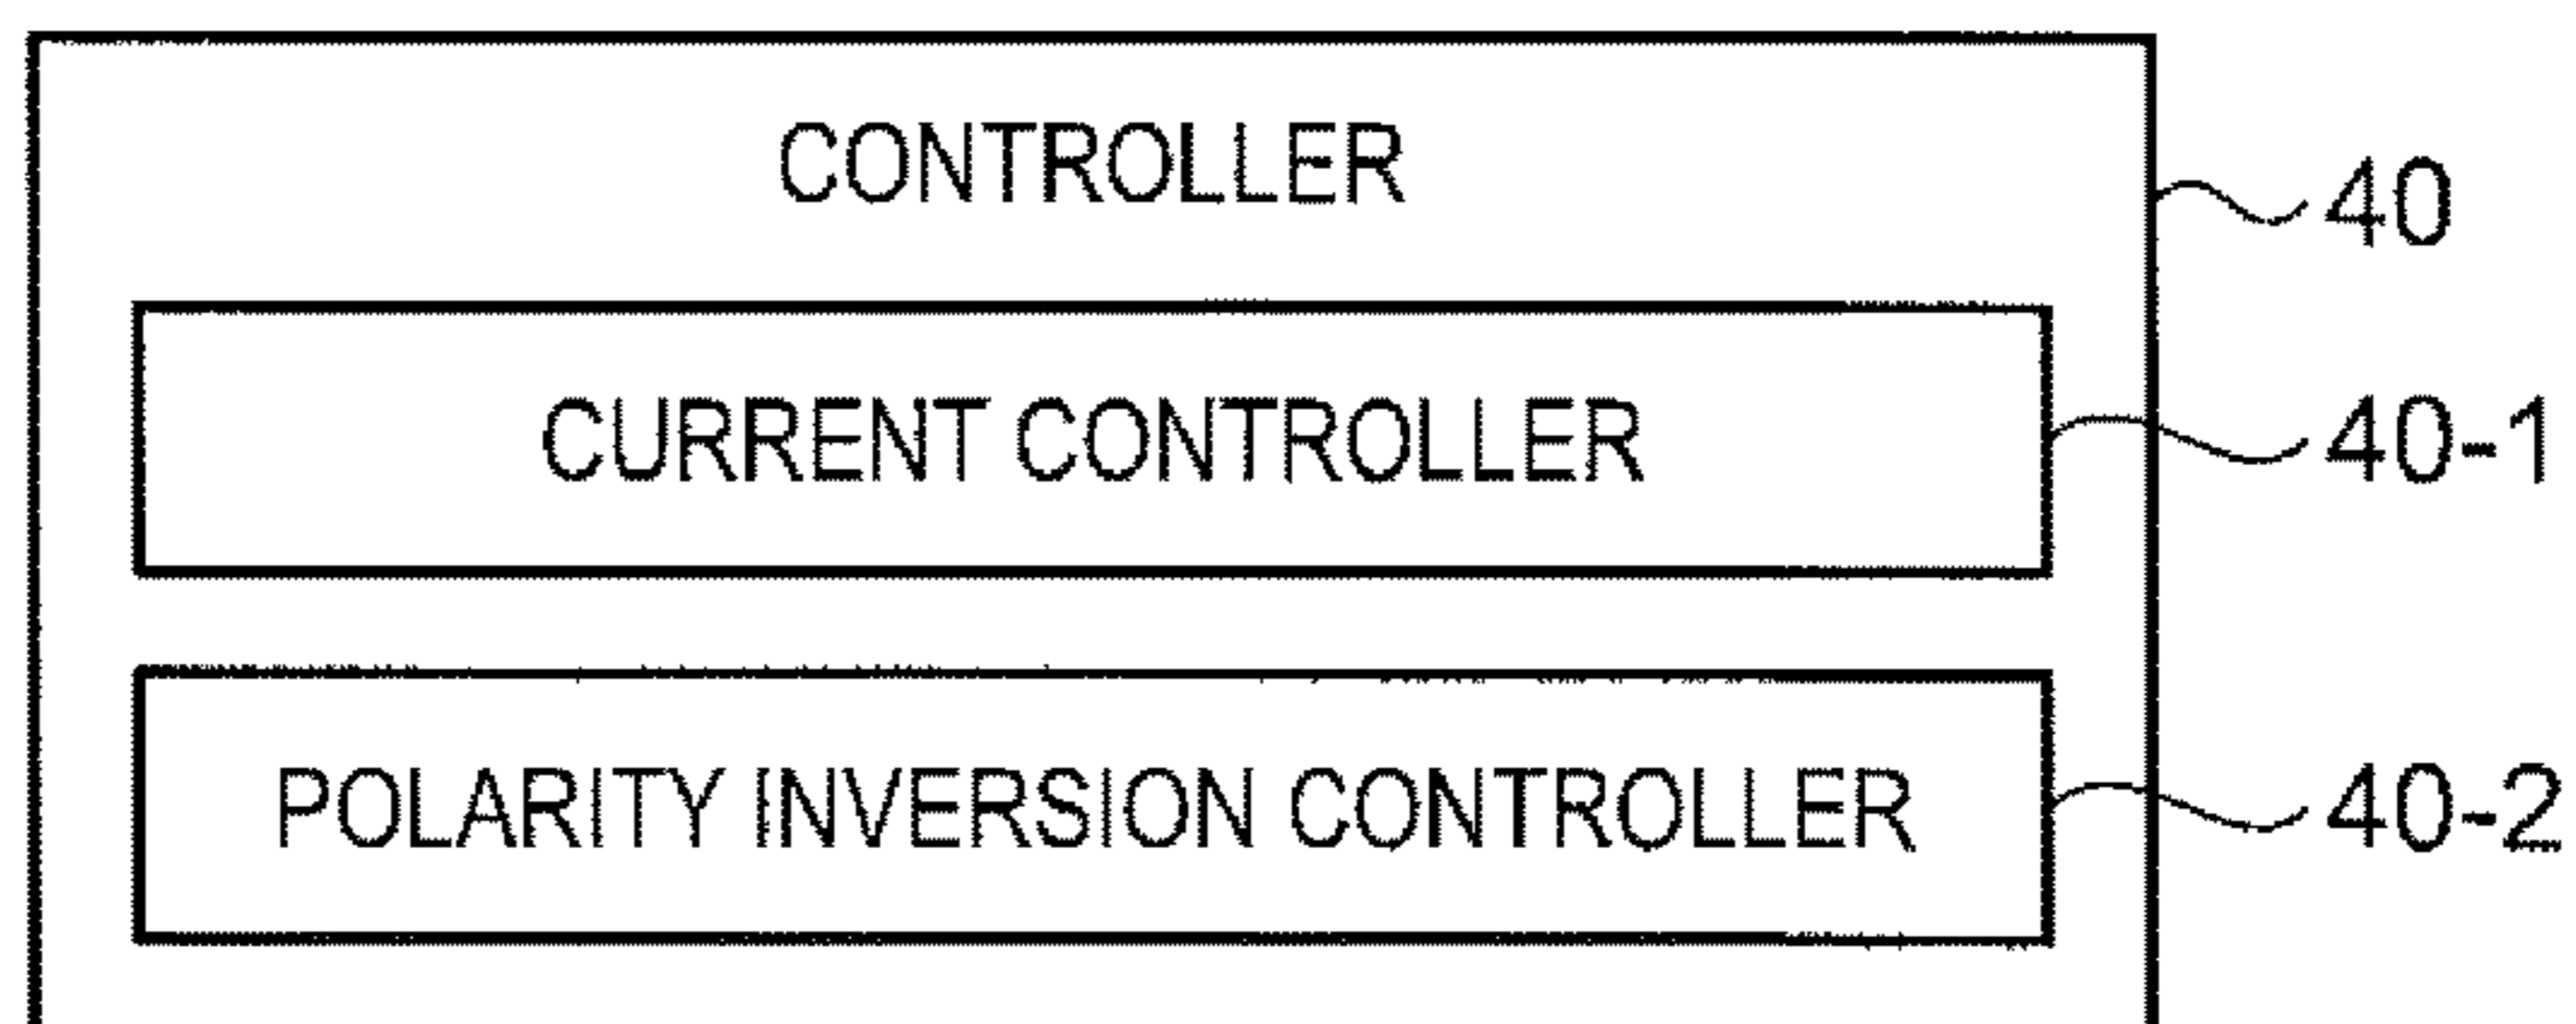 CONTROLLER
40
CURRENT CONTROLLER
40-1
POLARITY INVERSION CONTROLLER
40-2